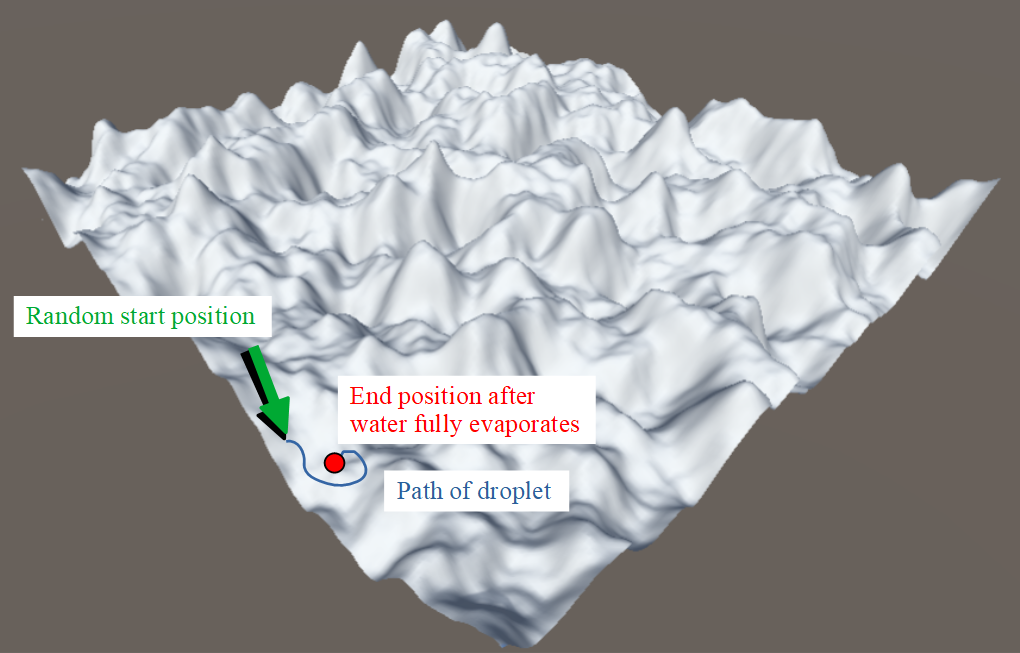 Random start position
End position after
water fully evaporates
Path of droplet